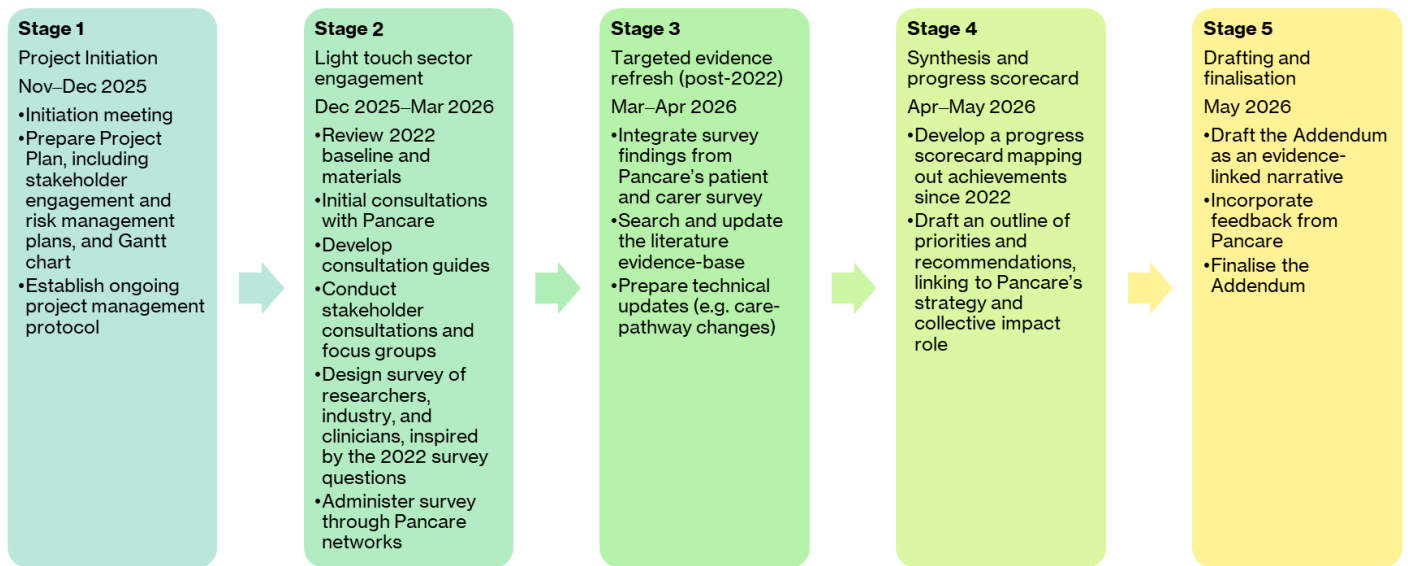 Stage 1
Project Initiation
Nov–Dec 2025
•Initiation meeting
•Prepare Project
Plan, including
stakeholder
engagement and
risk management
plans, and Gantt
chart
•Establish ongoing
project management
protocol
Stage 2
Light touch sector
engagement
Dec 2025–Mar 2026
•Review 2022
baseline and
materials
•Initial consultations
with Pancare
•Develop
consultation guides
•Conduct
stakeholder
consultations and
focus groups
•Design survey of
researchers,
industry, and
clinicians, inspired
by the 2022 survey
questions
•Administer survey
through Pancare
networks
Stage 3
Targeted evidence
refresh (post-2022)
Mar–Apr 2026
•Integrate survey
findings from
Pancare's patient
and carer survey
•Search and update
the literature
evidence-base
•Prepare technical
updates (e.g. care-
pathway changes)
Stage 4
Synthesis and
progress scorecard
Apr–May 2026
•Develop a progress
scorecard mapping
out achievements
since 2022
•Draft an outline of
priorities and
recommendations,
linking to Pancare's
strategy and
collective impact
role
Stage 5
Drafting and
finalisation
May 2026
•Draft the Addendum
as an evidence-
linked narrative
•Incorporate
feedback from
Pancare
•Finalise the
Addendum